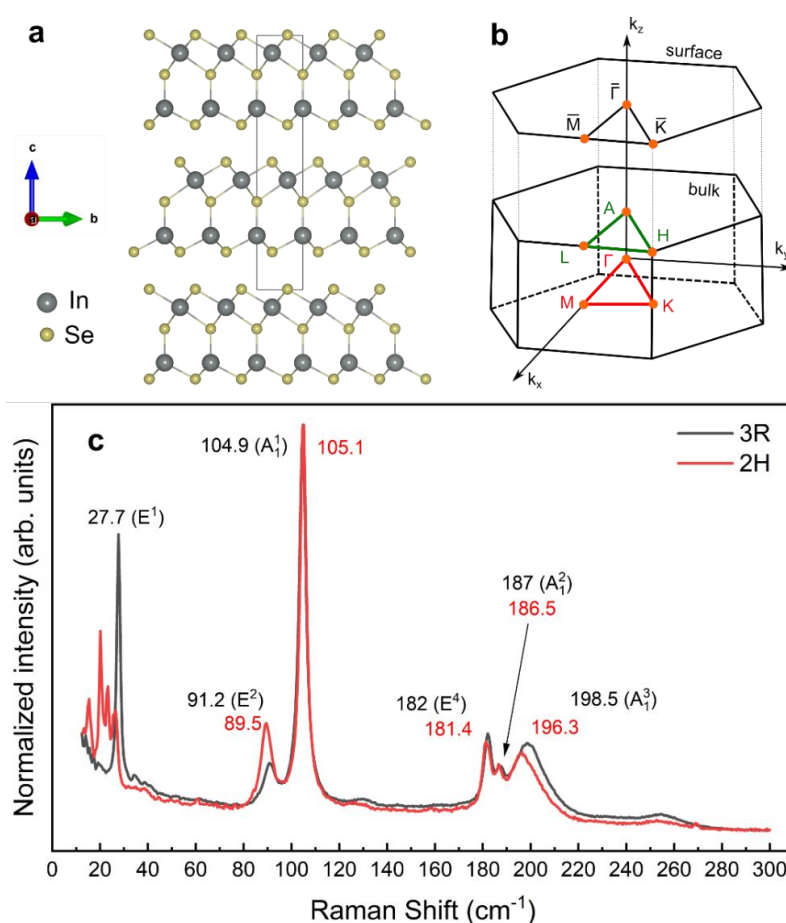 a
c
a
b
In
Se
b
k_z
surface
Γ̅
M̅
K̅
bulk
A
L
H
Γ
k_y
M
K
k_x
c
3R
2H
104.9 (A₁¹)
105.1
27.7 (E¹)
187 (A₁²)
186.5
91.2 (E²)
89.5
182 (E⁴)
181.4
198.5 (A₁³)
196.3
Normalized intensity (arb. units)
0 20 40 60 80 100 120 140 160 180 200 220 240 260 280 300
Raman Shift (cm⁻¹)